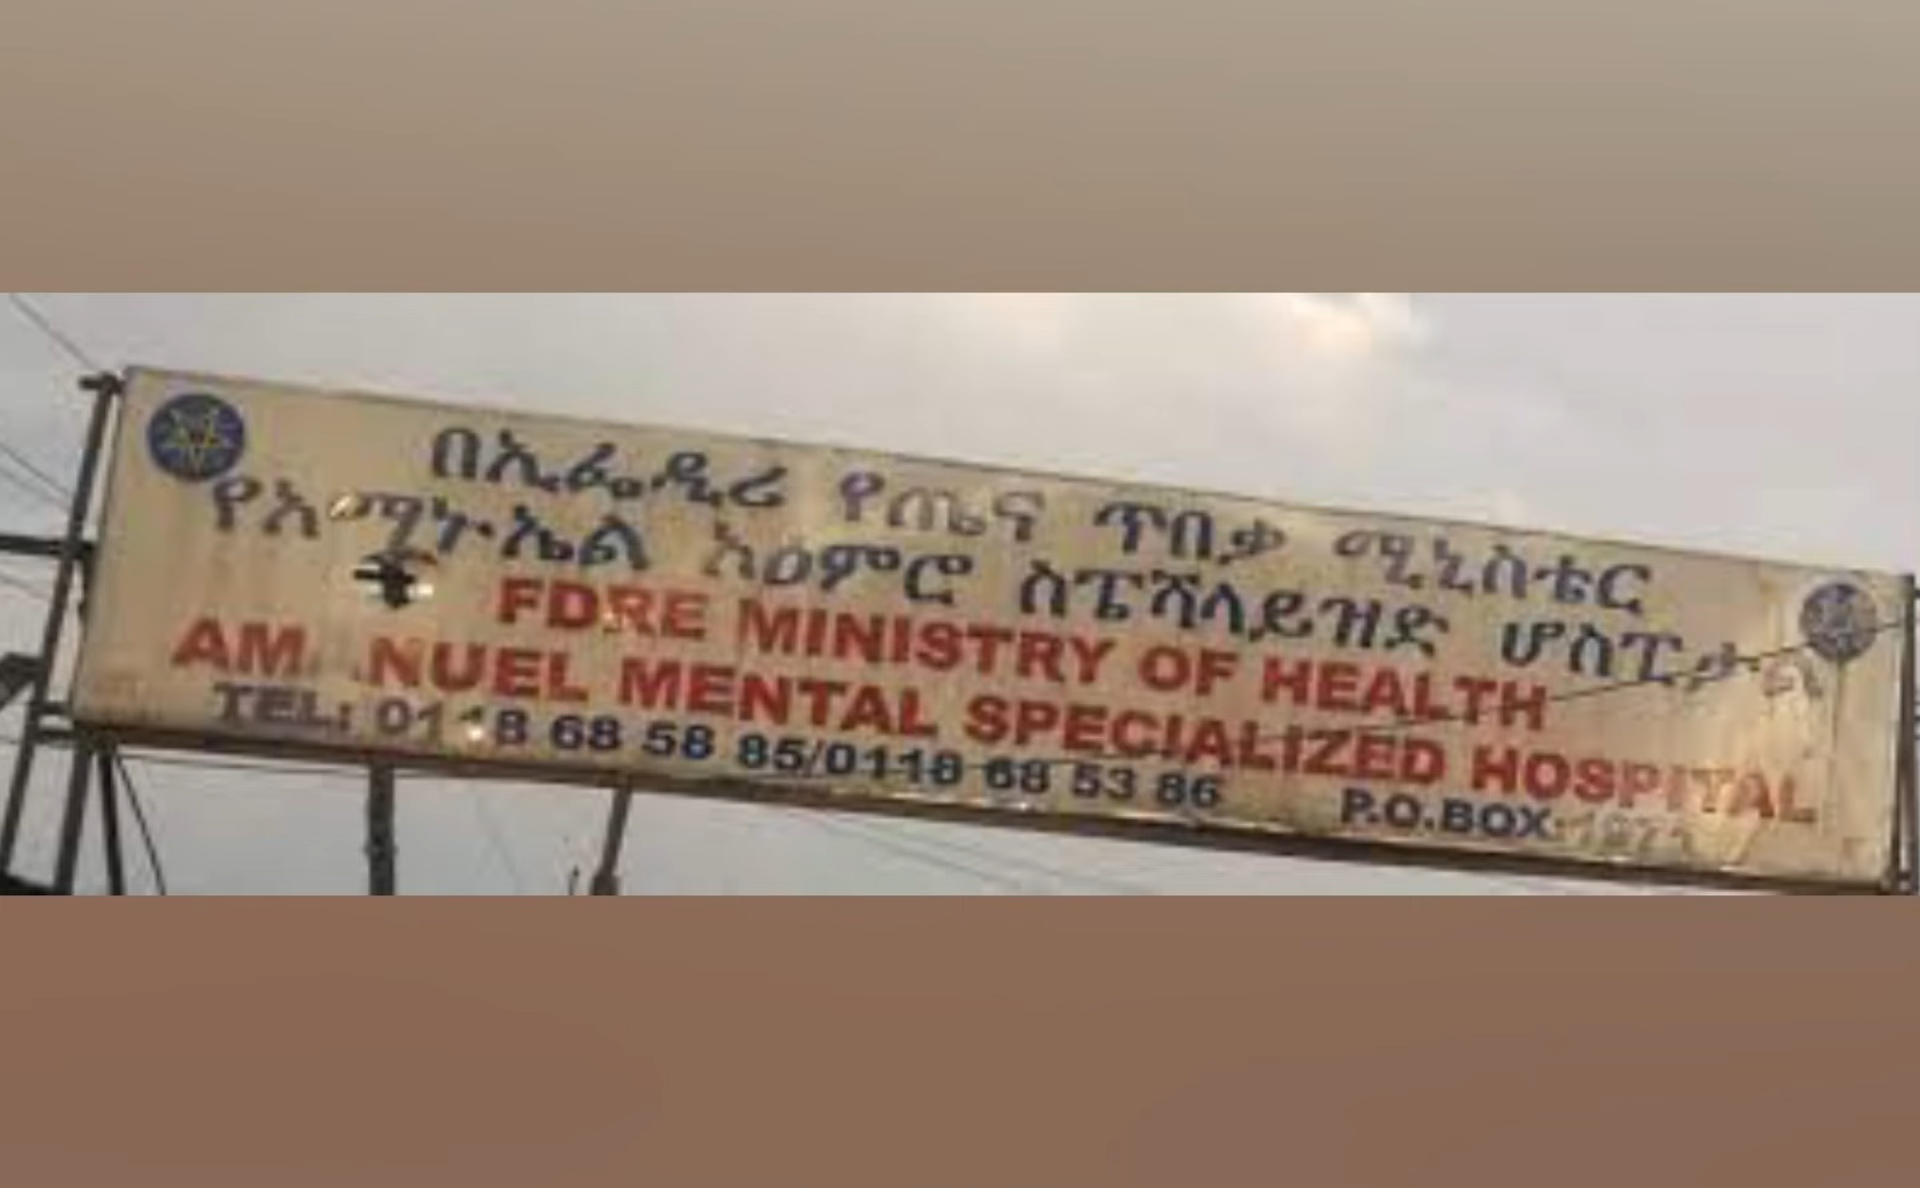 በኢፌዲሪ የጤና ጥበቃ ሚኒስቴር
የአማኑኤል አዕምሮ ስፔሻላይዝድ ሆስፒታል
FDRE MINISTRY OF HEALTH
AMANUEL MENTAL SPECIALIZED HOSPITAL
TEL: 0118 68 58 85/0118 68 53 86 P.O.BOX: